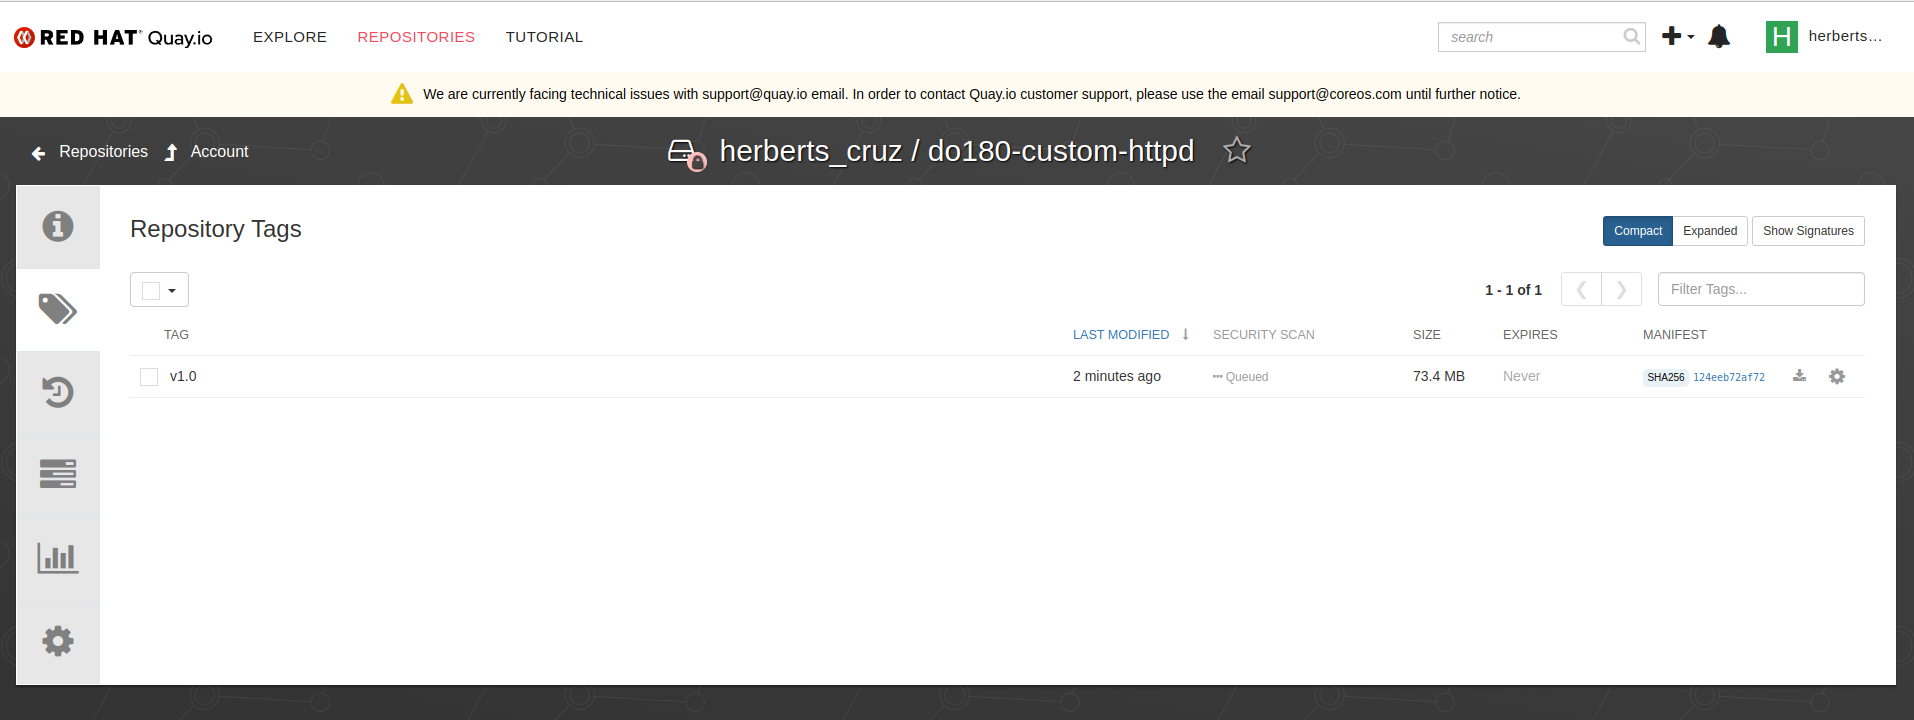 RED HAT® Quay.io EXPLORE REPOSITORIES TUTORIAL search H herberts...
We are currently facing technical issues with support@quay.io email. In order to contact Quay.io customer support, please use the email support@coreos.com until further notice.
Repositories Account herberts_cruz / do180-custom-httpd
Repository Tags Compact Expanded Show Signatures
1 - 1 of 1 Filter Tags...
TAG LAST MODIFIED SECURITY SCAN SIZE EXPIRES MANIFEST
v1.0 2 minutes ago Queued 73.4 MB Never SHA256 124eeb72af72